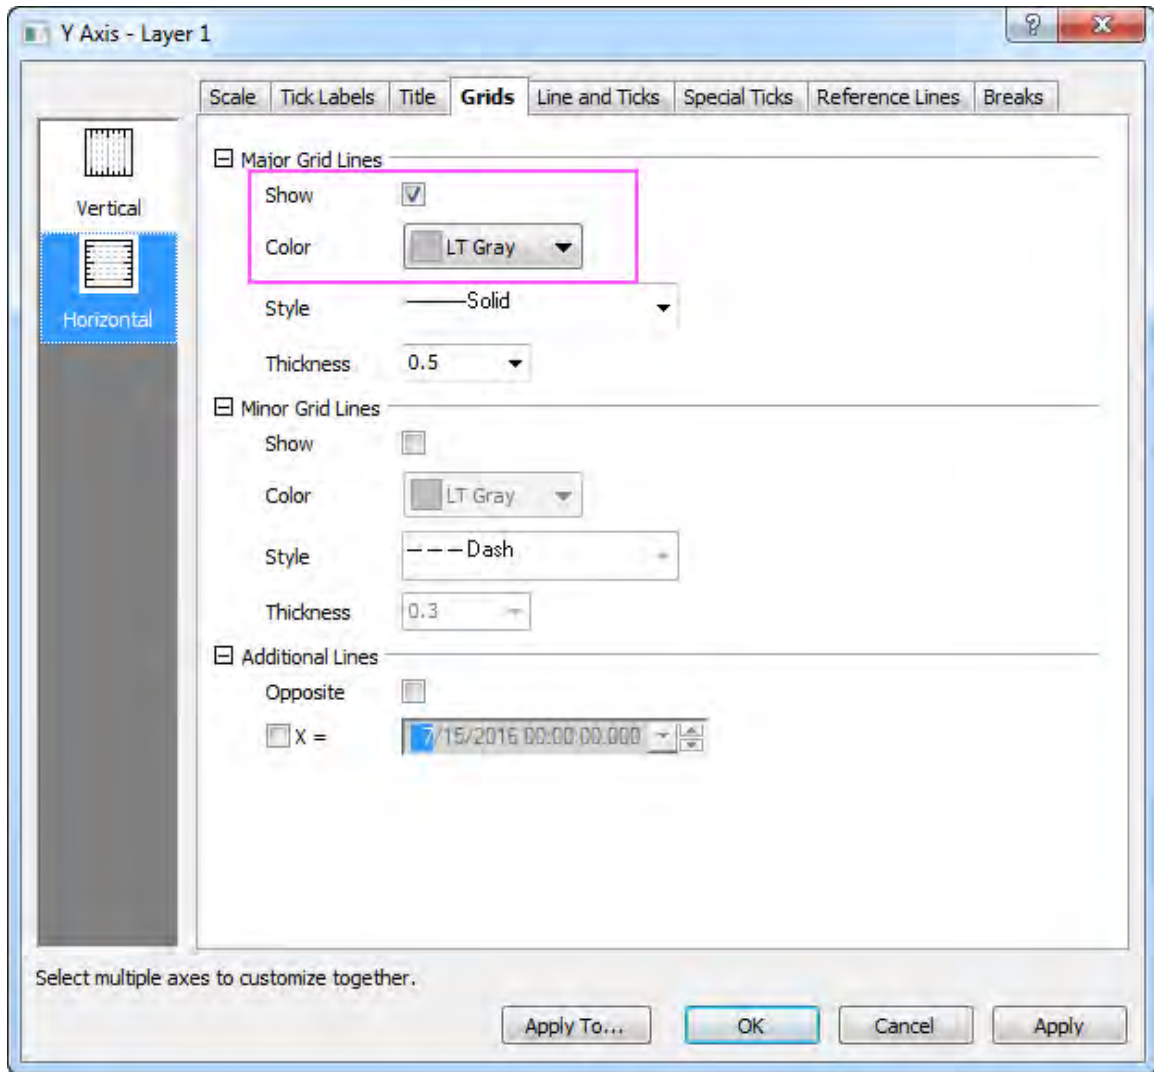 Y Axis - Layer 1
?
Scale Tick Labels Title Grids Line and Ticks Special Ticks Reference Lines Breaks
Vertical
Horizontal
Major Grid Lines
Show
Color LT Gray
Style Solid
Thickness 0.5
Minor Grid Lines
Show
Color LT Gray
Style Dash
Thickness 0.3
Additional Lines
Opposite
X = 7/15/2016 00:00:00.000
Select multiple axes to customize together.
Apply To... OK Cancel Apply